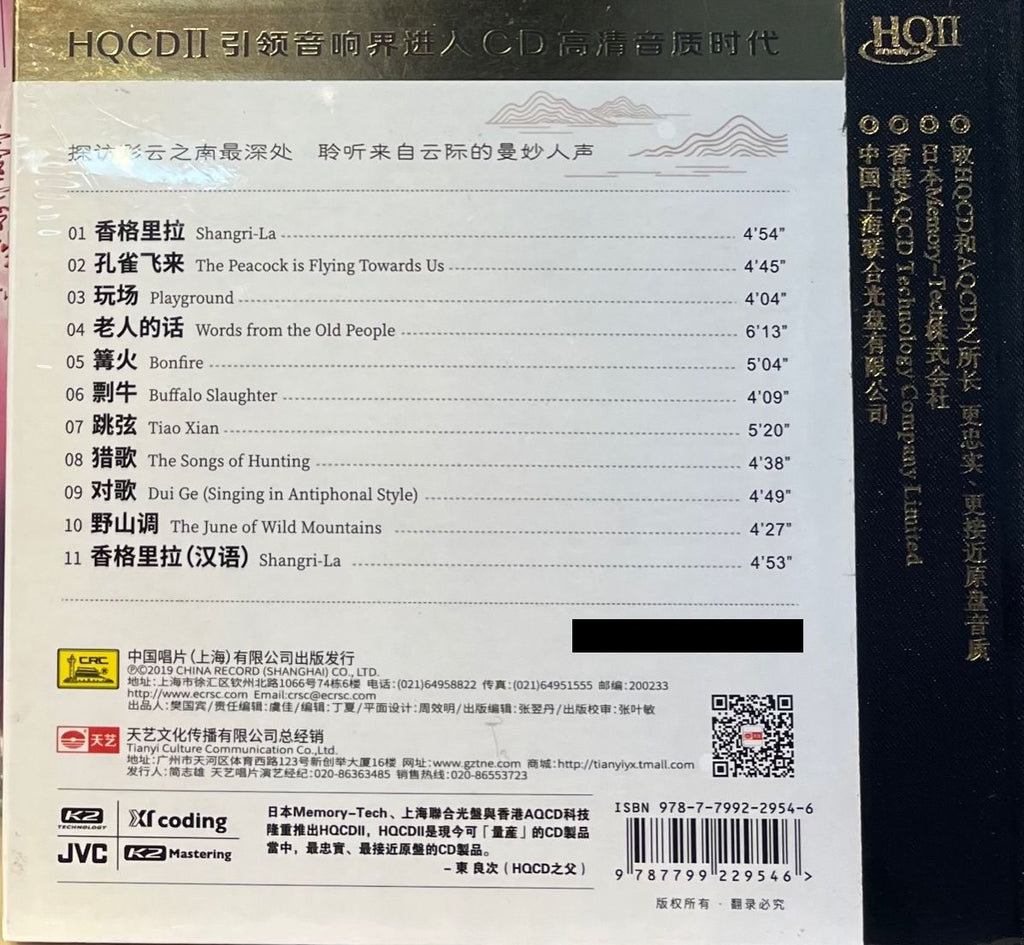 HQCDII 引领音响界进入CD高清音质时代
探访彩云之南最深处 聆听来自云际的曼妙人声
01 香格里拉 Shangri-La 4'54"
02 孔雀飞来 The Peacock is Flying Towards Us 4'45"
03 玩场 Playground 4'04"
04 老人的话 Words from the Old People 6'13"
05 篝火 Bonfire 5'04"
06 剽牛 Buffalo Slaughter 4'09"
07 跳弦 Tiao Xian 5'20"
08 猎歌 The Songs of Hunting 4'38"
09 对歌 Dui Ge (Singing in Antiphonal Style) 4'49"
10 野山调 The June of Wild Mountains 4'27"
11 香格里拉(汉语) Shangri-La 4'53"
CRC
中国唱片(上海)有限公司出版发行
℗©2019 CHINA RECORD (SHANGHAI) CO., LTD.
地址:上海市徐汇区钦州北路1066号74栋6楼 电话:(021)64958822 传真:(021)64951555 邮编:200233
http://www.ecrsc.com Email:crsc@ecrsc.com
出品人:樊国宾/责任编辑:虞佳/编辑:丁夏/平面设计:周效明/出版编辑:张翌丹/出版校审:张叶敏
天艺
天艺文化传播有限公司总经销
Tianyi Culture Communication Co.,Ltd.
地址:广州市天河区体育西路123号新创举大厦16楼 网址:www.gztne.com 商城:http://tianyiyx.tmall.com
发行人:简志雄 天艺唱片演艺经纪:020-86363485 销售热线:020-86553723
K2 TECHNOLOGY
XR coding
JVC
K2 Mastering
日本Memory-Tech、上海聯合光盤與香港AQCD科技
隆重推出HQCDII，HQCDII是現今可「量産」的CD製品
當中，最忠實、最接近原盤的CD製品。
– 東 良次（HQCD之父）
ISBN 978-7-7992-2954-6
9 787799 229546 >
版权所有 · 翻录必究
HQII
◎ 取HQCD和AQCD之所长 更忠实、更接近原盘音质
◎ 日本Memory-Tech株式会社
◎ 香港AQCD Technology Company Limited
◎ 中国上海联合光盘有限公司